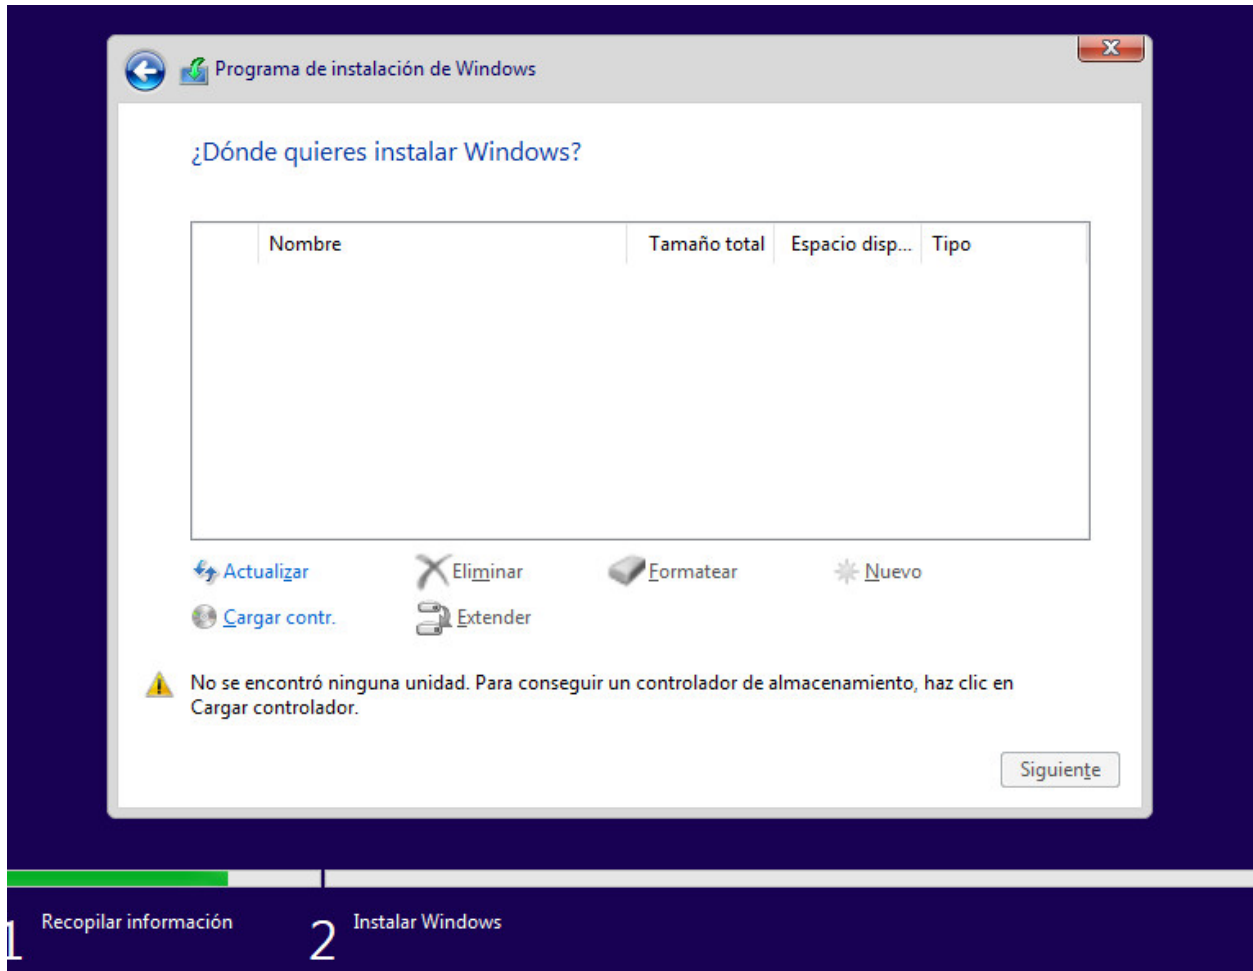 Programa de instalación de Windows
¿Dónde quieres instalar Windows?
Nombre Tamaño total Espacio disp... Tipo
Actualizar Eliminar Formatear Nuevo
Cargar contr. Extender
No se encontró ninguna unidad. Para conseguir un controlador de almacenamiento, haz clic en
Cargar controlador.
Siguiente
1 Recopilar información 2 Instalar Windows